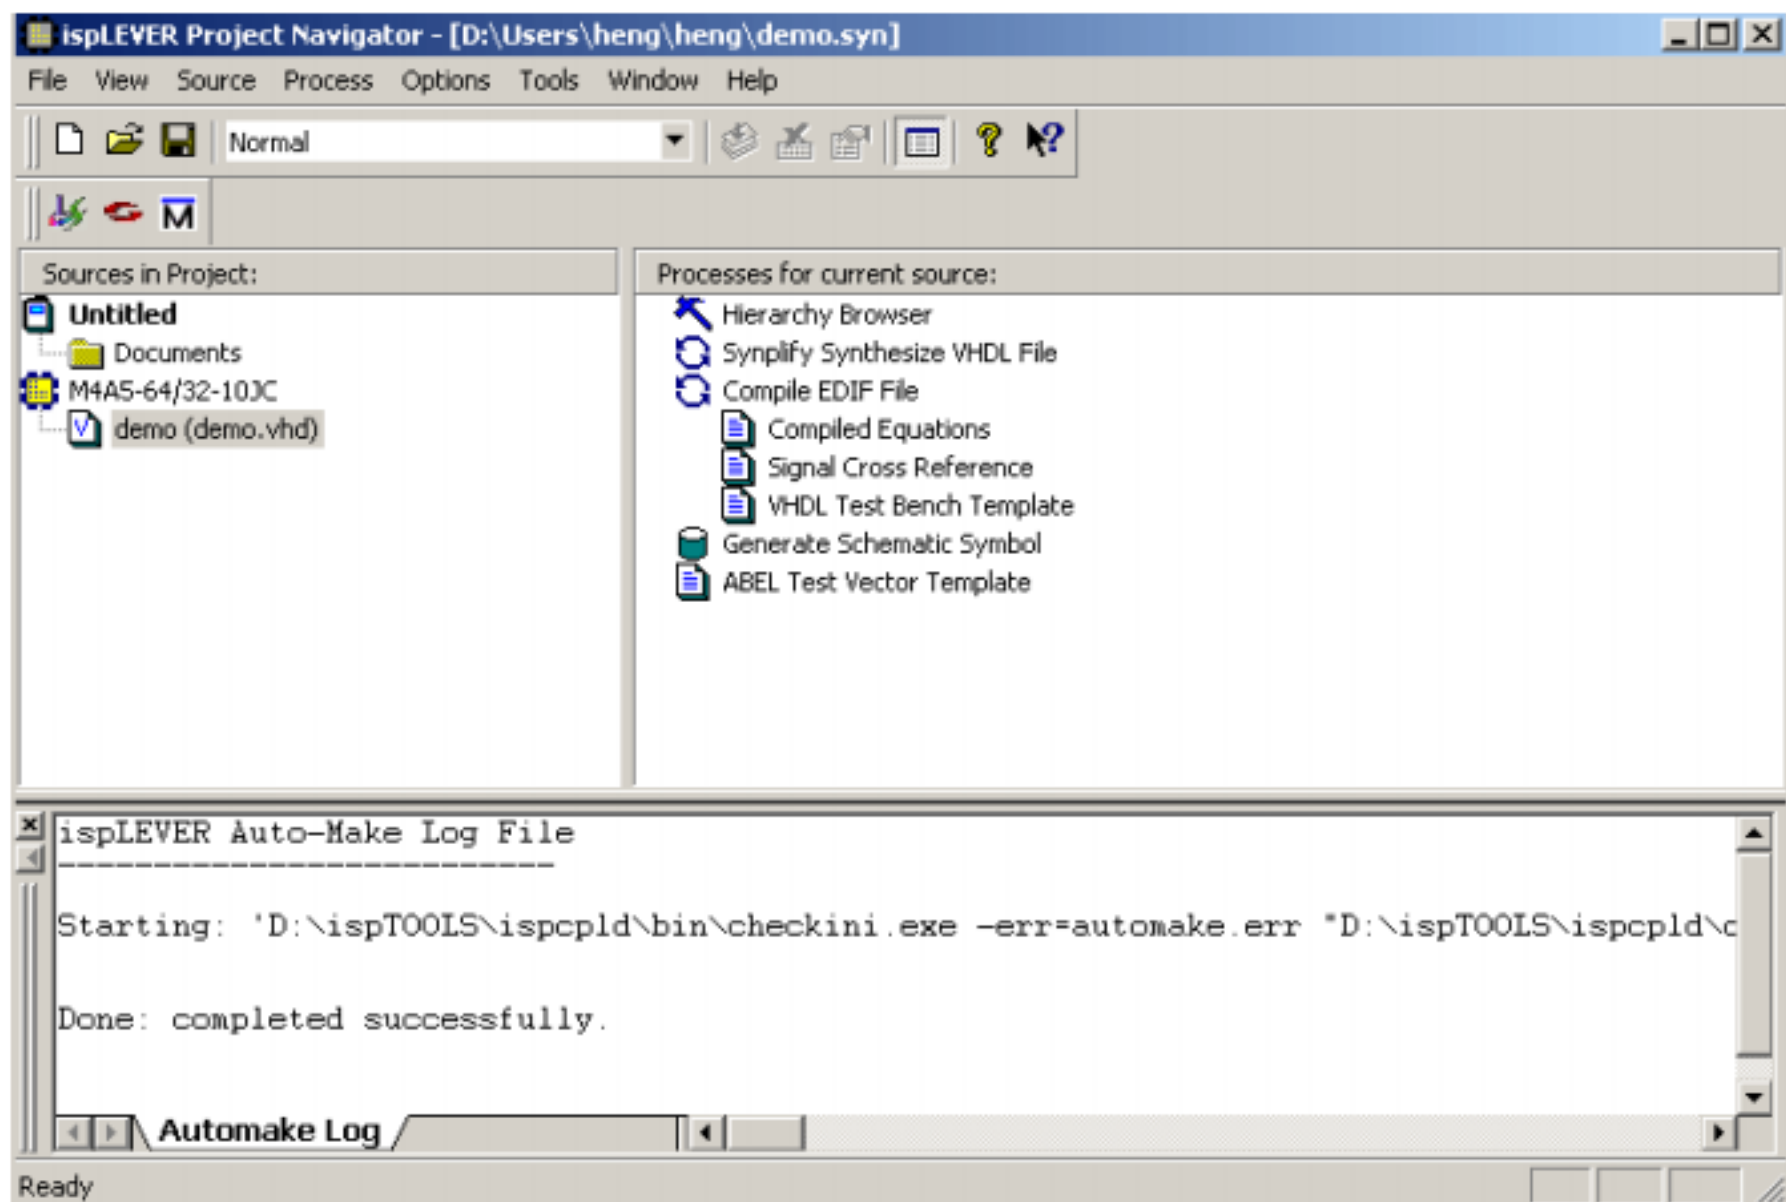 ispLEVER Project Navigator - [D:\Users\heng\heng\demo.syn]
File View Source Process Options Tools Window Help
Normal
Sources in Project:
Untitled
Documents
M4A5-64/32-10JC
demo (demo.vhd)
Processes for current source:
Hierarchy Browser
Synplify Synthesize VHDL File
Compile EDIF File
Compiled Equations
Signal Cross Reference
VHDL Test Bench Template
Generate Schematic Symbol
ABEL Test Vector Template
ispLEVER Auto-Make Log File
---------------------------
Starting: 'D:\ispTOOLS\ispcpld\bin\checkini.exe -err=automake.err "D:\ispTOOLS\ispcpld\c
Done: completed successfully.
Automake Log
Ready